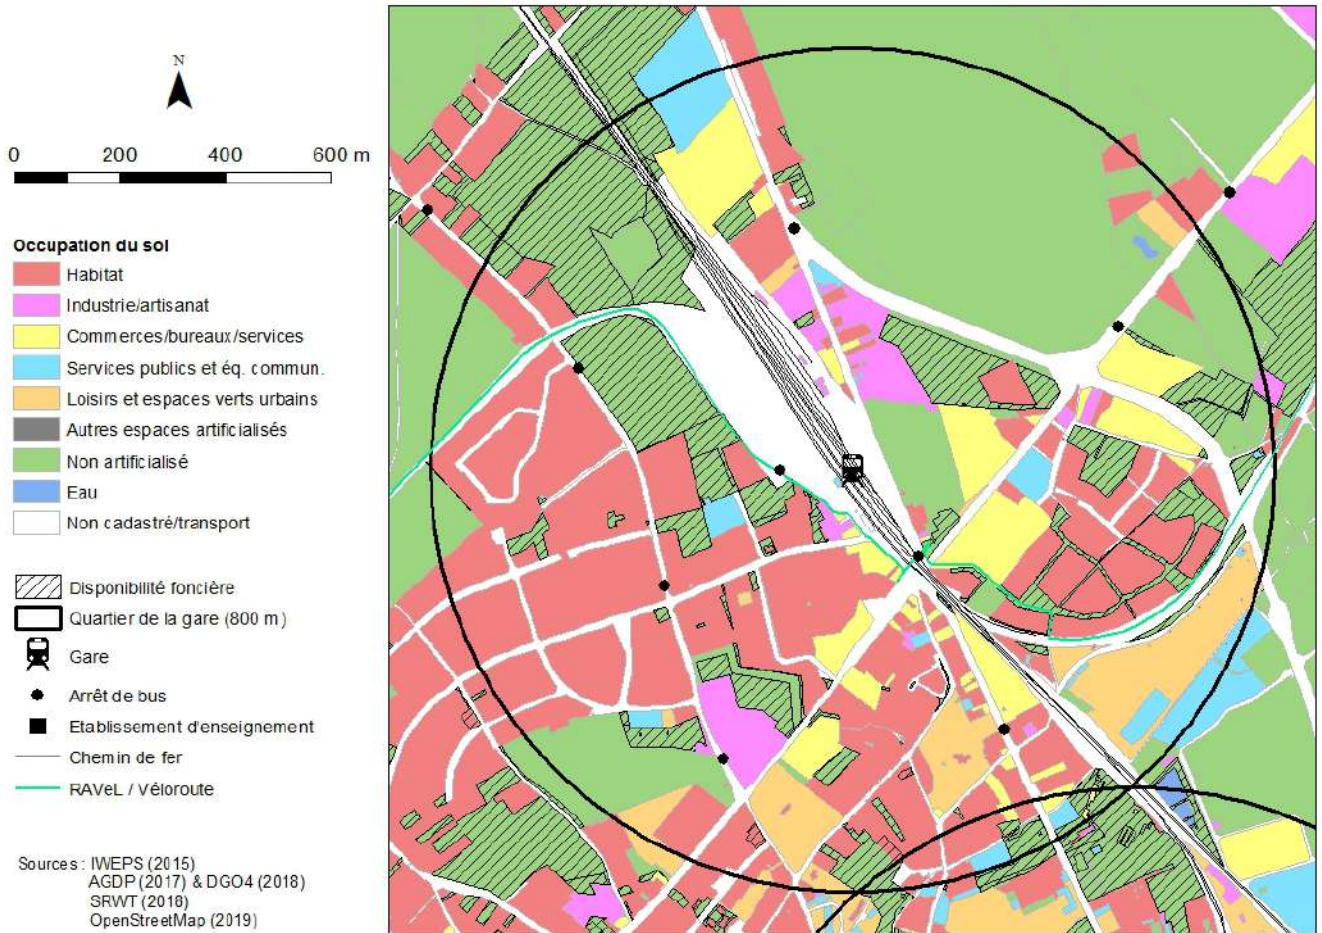 N
0 200 400 600 m
Occupation du sol
Habitat
Industrie/artisanat
Commerces/bureaux/services
Services publics et éq. commun.
Loisirs et espaces verts urbains
Autres espaces artificialisés
Non artificialisé
Eau
Non cadastré/transport
Disponibilité foncière
Quartier de la gare (800 m)
Gare
Arrêt de bus
Etablissement d'enseignement
Chemin de fer
RAVeL / Véloroute
Sources : IWEPS (2015)
AGDP (2017) & DGO4 (2018)
SRWT (2018)
OpenStreetMap (2019)